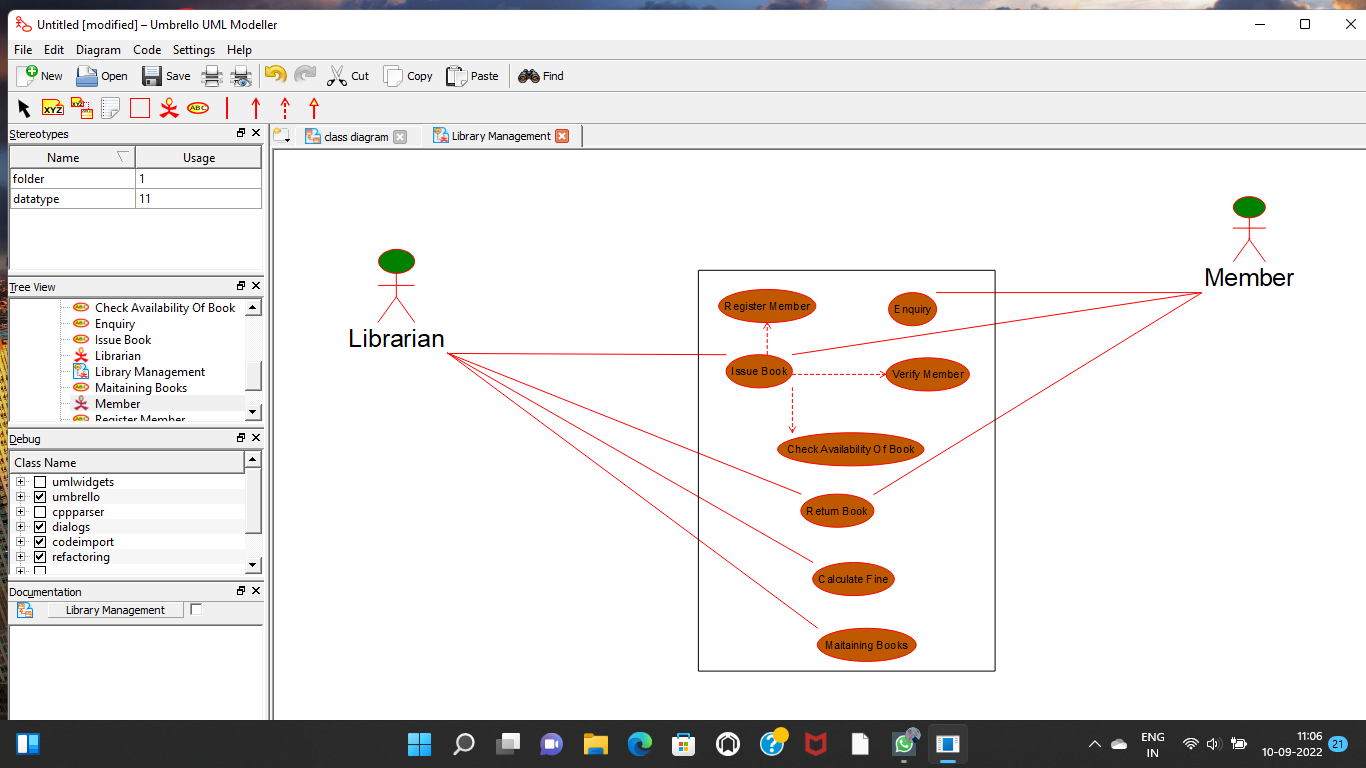 Untitled [modified] – Umbrello UML Modeller
File Edit Diagram Code Settings Help
New Open Save Cut Copy Paste Find
XYZ XYZ ABC
Stereotypes
class diagram Library Management
Name Usage
folder 1
datatype 11
Tree View
Check Availability Of Book
Enquiry
Issue Book
Librarian
Library Management
Maitaining Books
Member
Register Member
Debug
Class Name
umlwidgets
umbrello
cppparser
dialogs
codeimport
refactoring
Documentation
Library Management
Librarian
Member
Register Member
Enquiry
Issue Book
Verify Member
Check Availability Of Book
Return Book
Calculate Fine
Maitaining Books
ENG
IN
11:06
10-09-2022
21